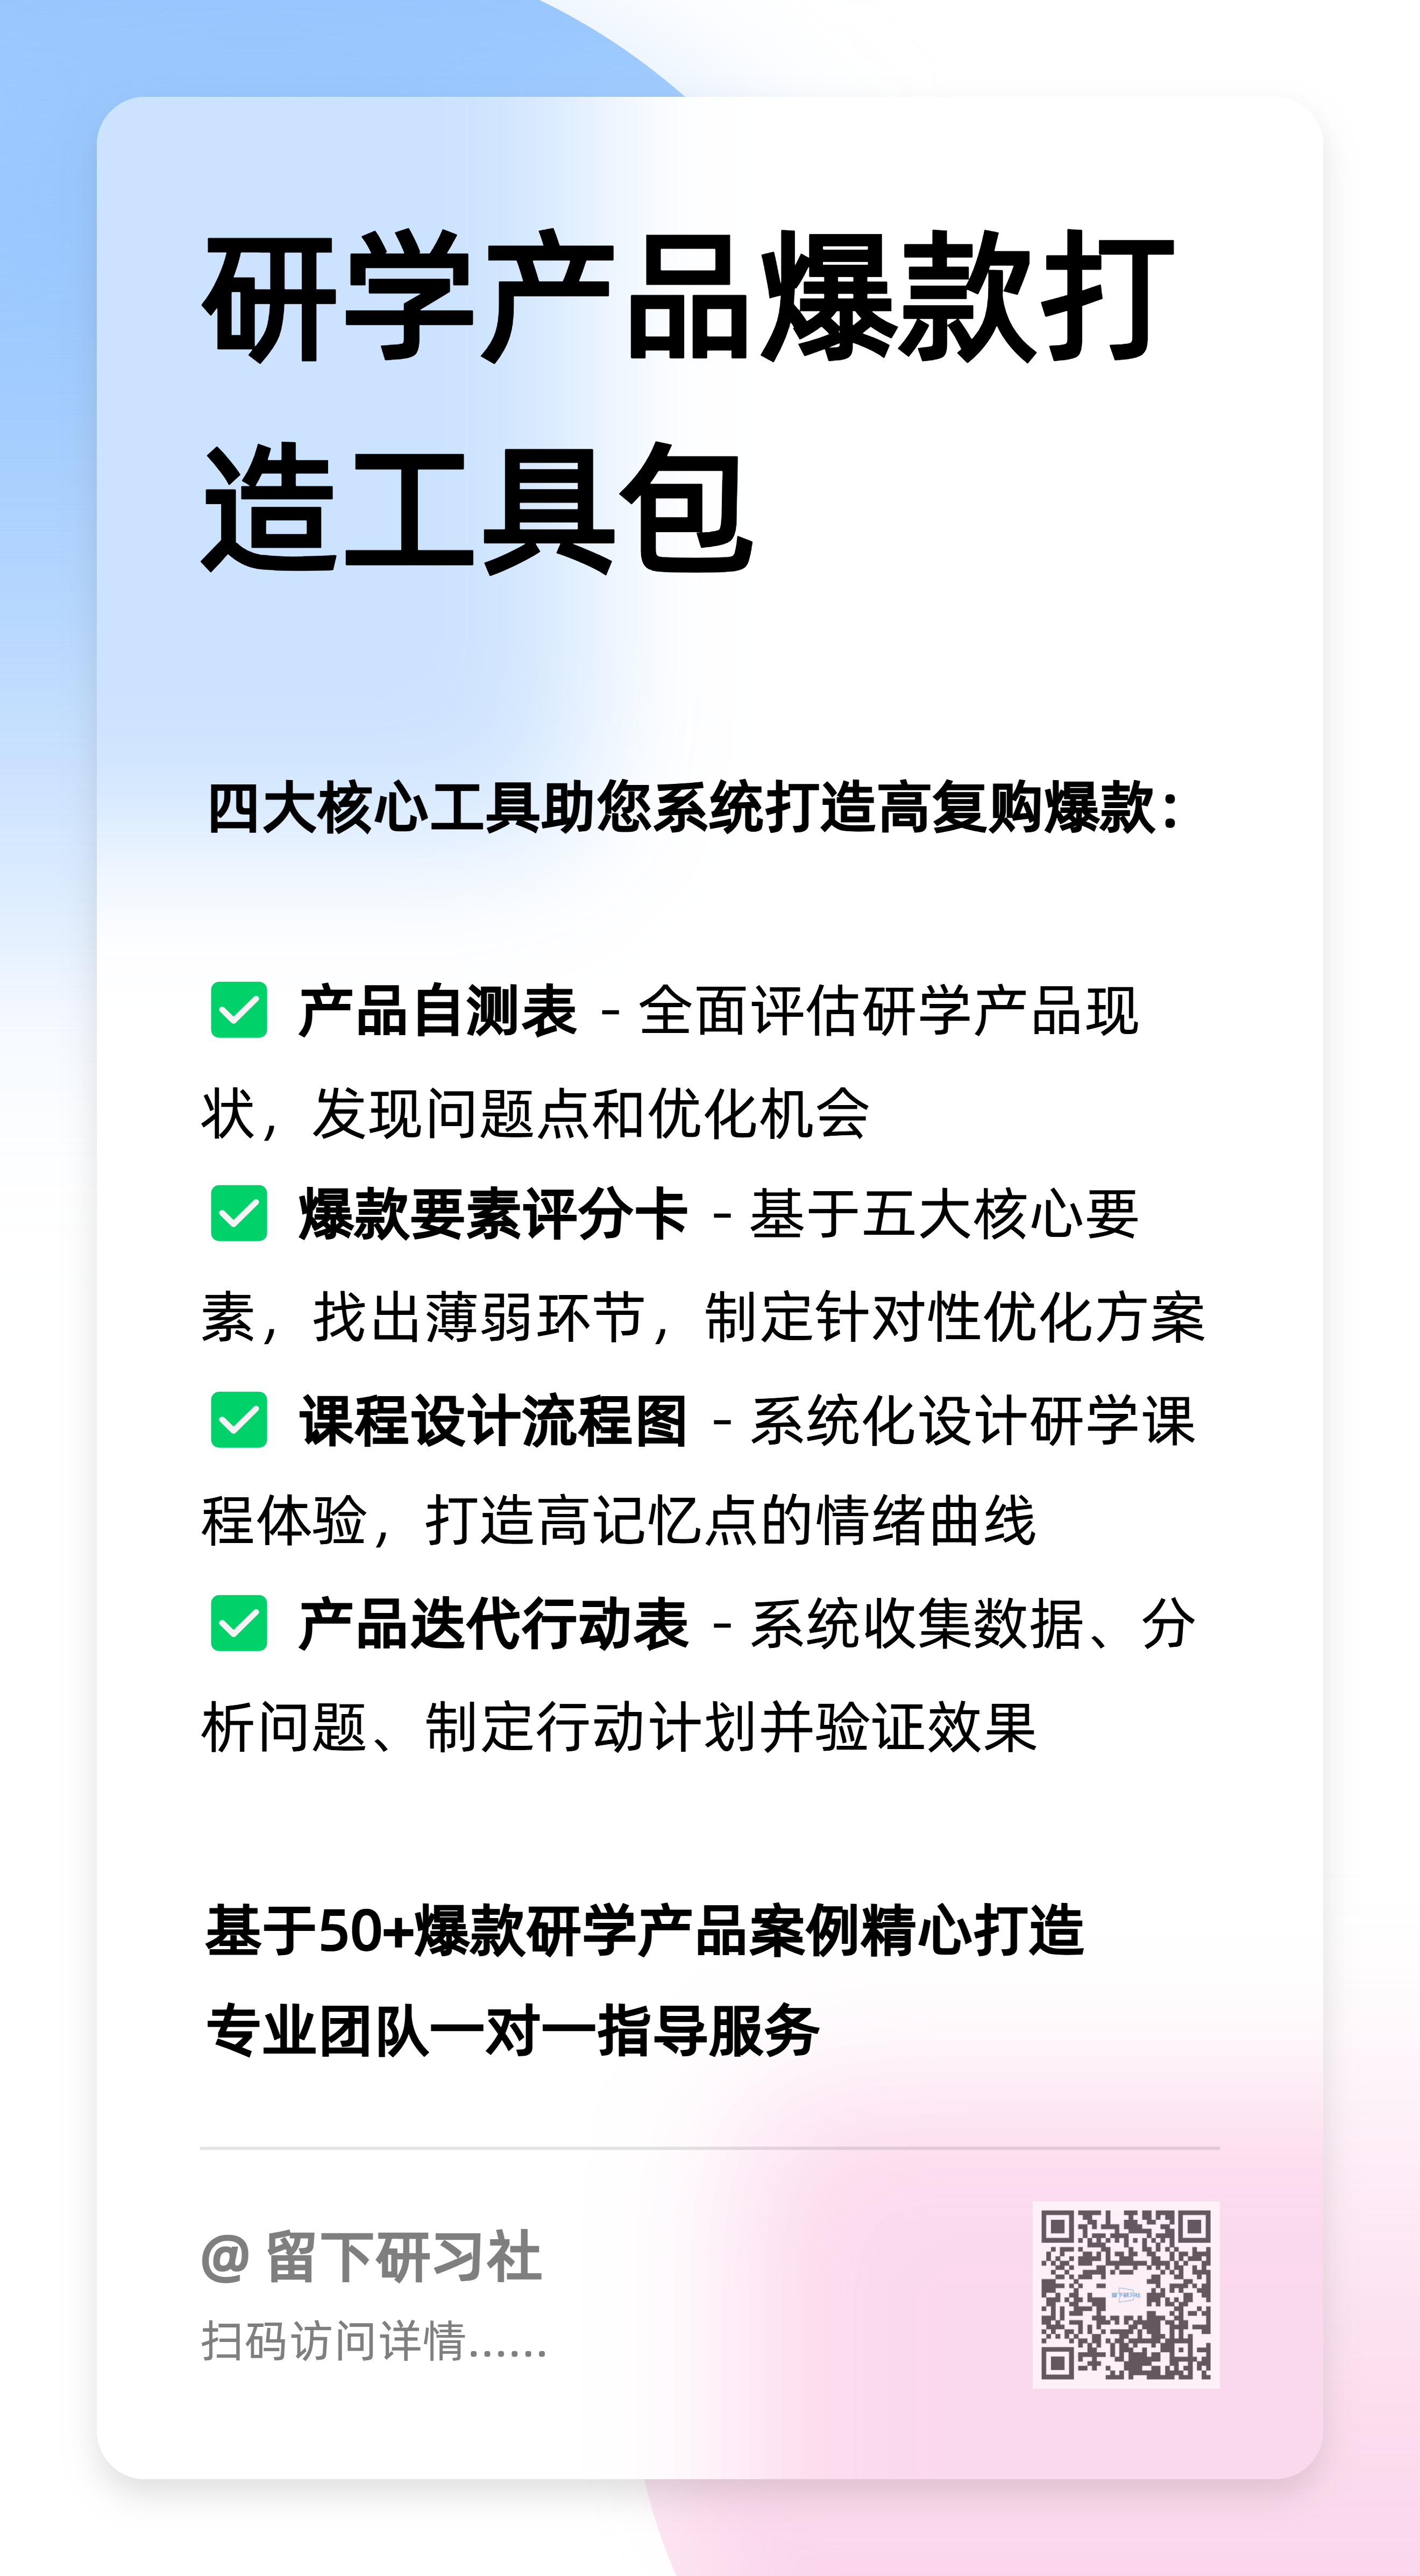 研学产品爆款打
造工具包
四大核心工具助您系统打造高复购爆款：
✅ 产品自测表 - 全面评估研学产品现
状，发现问题点和优化机会
✅ 爆款要素评分卡 - 基于五大核心要
素，找出薄弱环节，制定针对性优化方案
✅ 课程设计流程图 - 系统化设计研学课
程体验，打造高记忆点的情绪曲线
✅ 产品迭代行动表 - 系统收集数据、分
析问题、制定行动计划并验证效果
基于50+爆款研学产品案例精心打造
专业团队一对一指导服务
@ 留下研习社
扫码访问详情......
留下研习社